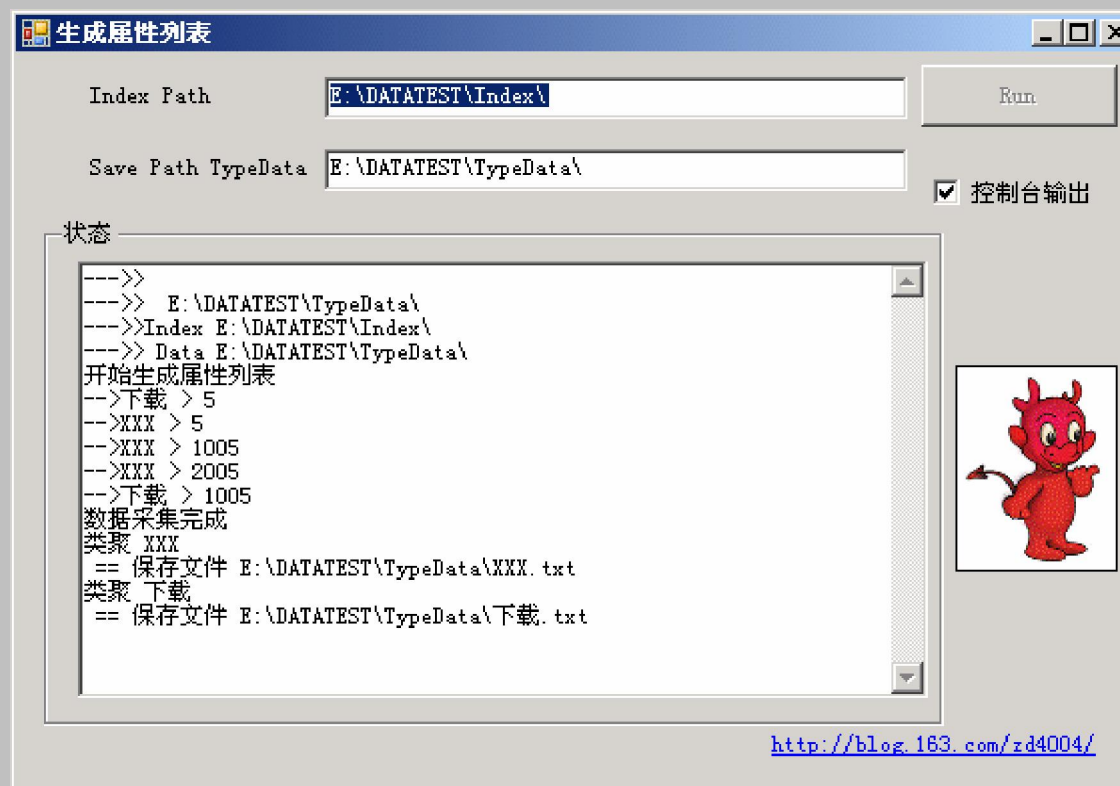 生成属性列表
Index Path E:\DATATEST\Index\ Run
Save Path TypeData E:\DATATEST\TypeData\
控制台输出
状态
--->>
--->>  E:\DATATEST\TypeData\
--->>Index E:\DATATEST\Index\
--->> Data E:\DATATEST\TypeData\
开始生成属性列表
-->下载 > 5
-->XXX > 5
-->XXX > 1005
-->XXX > 2005
-->下载 > 1005
数据采集完成
类聚 XXX
== 保存文件 E:\DATATEST\TypeData\XXX.txt
类聚 下载
== 保存文件 E:\DATATEST\TypeData\下载.txt
http://blog.163.com/zd4004/